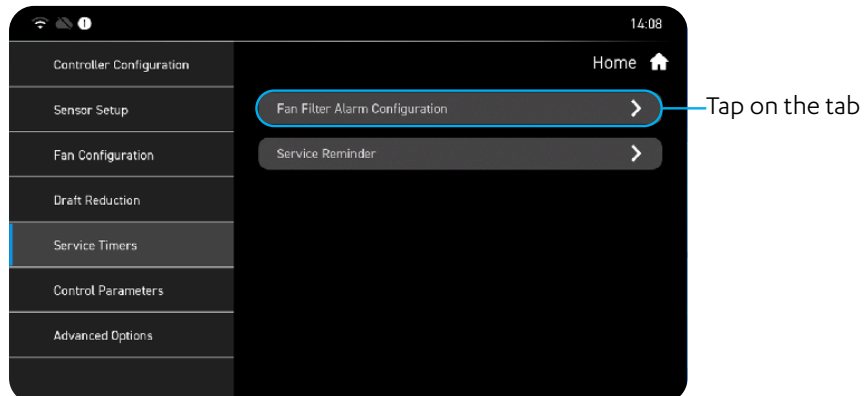 14:08
Home
Controller Configuration
Sensor Setup
Fan Configuration
Draft Reduction
Service Timers
Control Parameters
Advanced Options
Fan Filter Alarm Configuration
Service Reminder
Tap on the tab